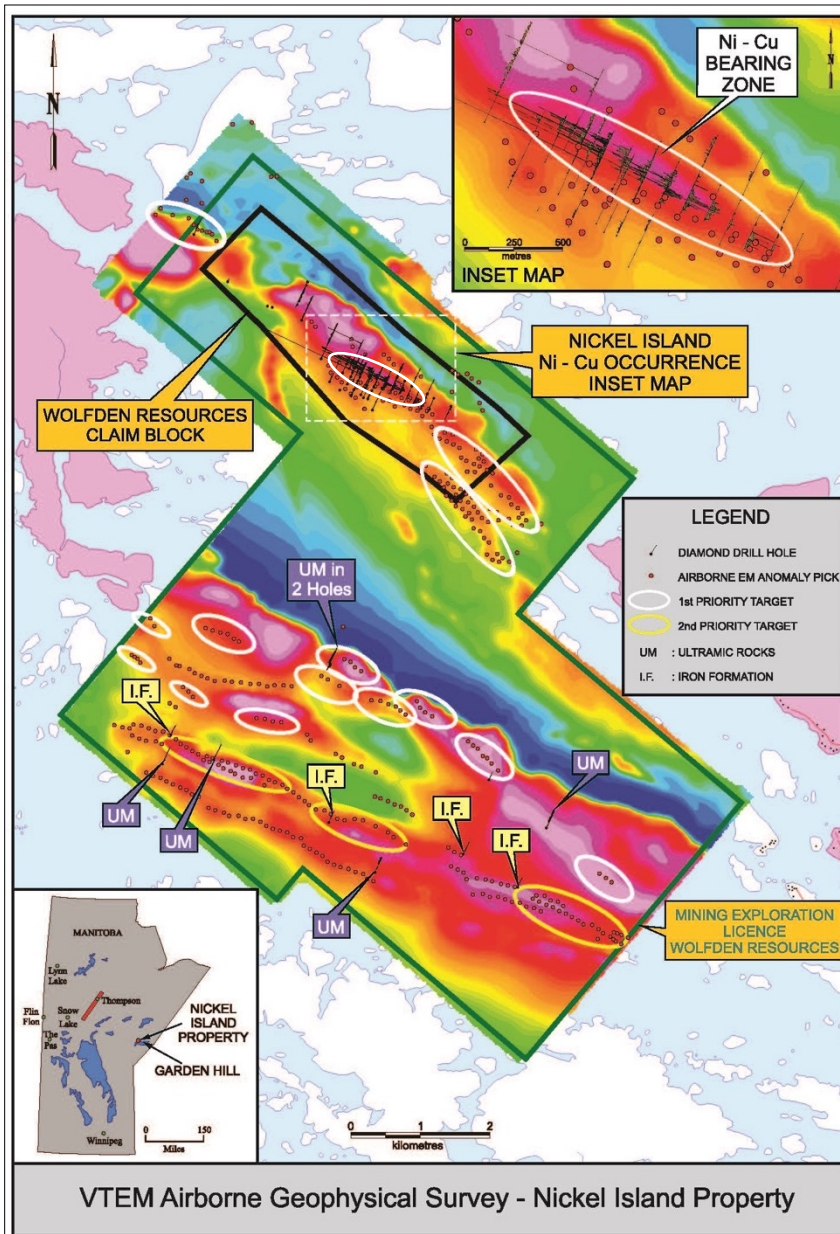 N
Ni - Cu
BEARING
ZONE
N
0 250 500
metres
INSET MAP
NICKEL ISLAND
Ni - Cu OCCURRENCE
INSET MAP
WOLFDEN RESOURCES
CLAIM BLOCK
LEGEND
DIAMOND DRILL HOLE
AIRBORNE EM ANOMALY PICK
1st PRIORITY TARGET
2nd PRIORITY TARGET
UM : ULTRAMIC ROCKS
I.F. : IRON FORMATION
UM in
2 Holes
I.F.
UM
UM
I.F.
I.F.
I.F.
UM
UM
MINING EXPLORATION
LICENCE
WOLFDEN RESOURCES
MANITOBA
Lynn
Lake
Thompson
Flin
Flon
Snow
Lake
The
Pas
NICKEL
ISLAND
PROPERTY
GARDEN HILL
Winnipeg
0 150
Miles
0 1 2
kilometres
VTEM Airborne Geophysical Survey - Nickel Island Property